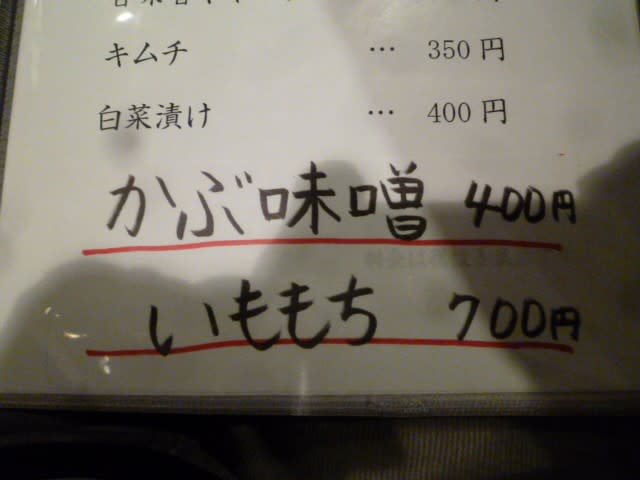 キムチ … 350円
白菜漬け … 400円
かぶ味噌 400円
いももち 700円